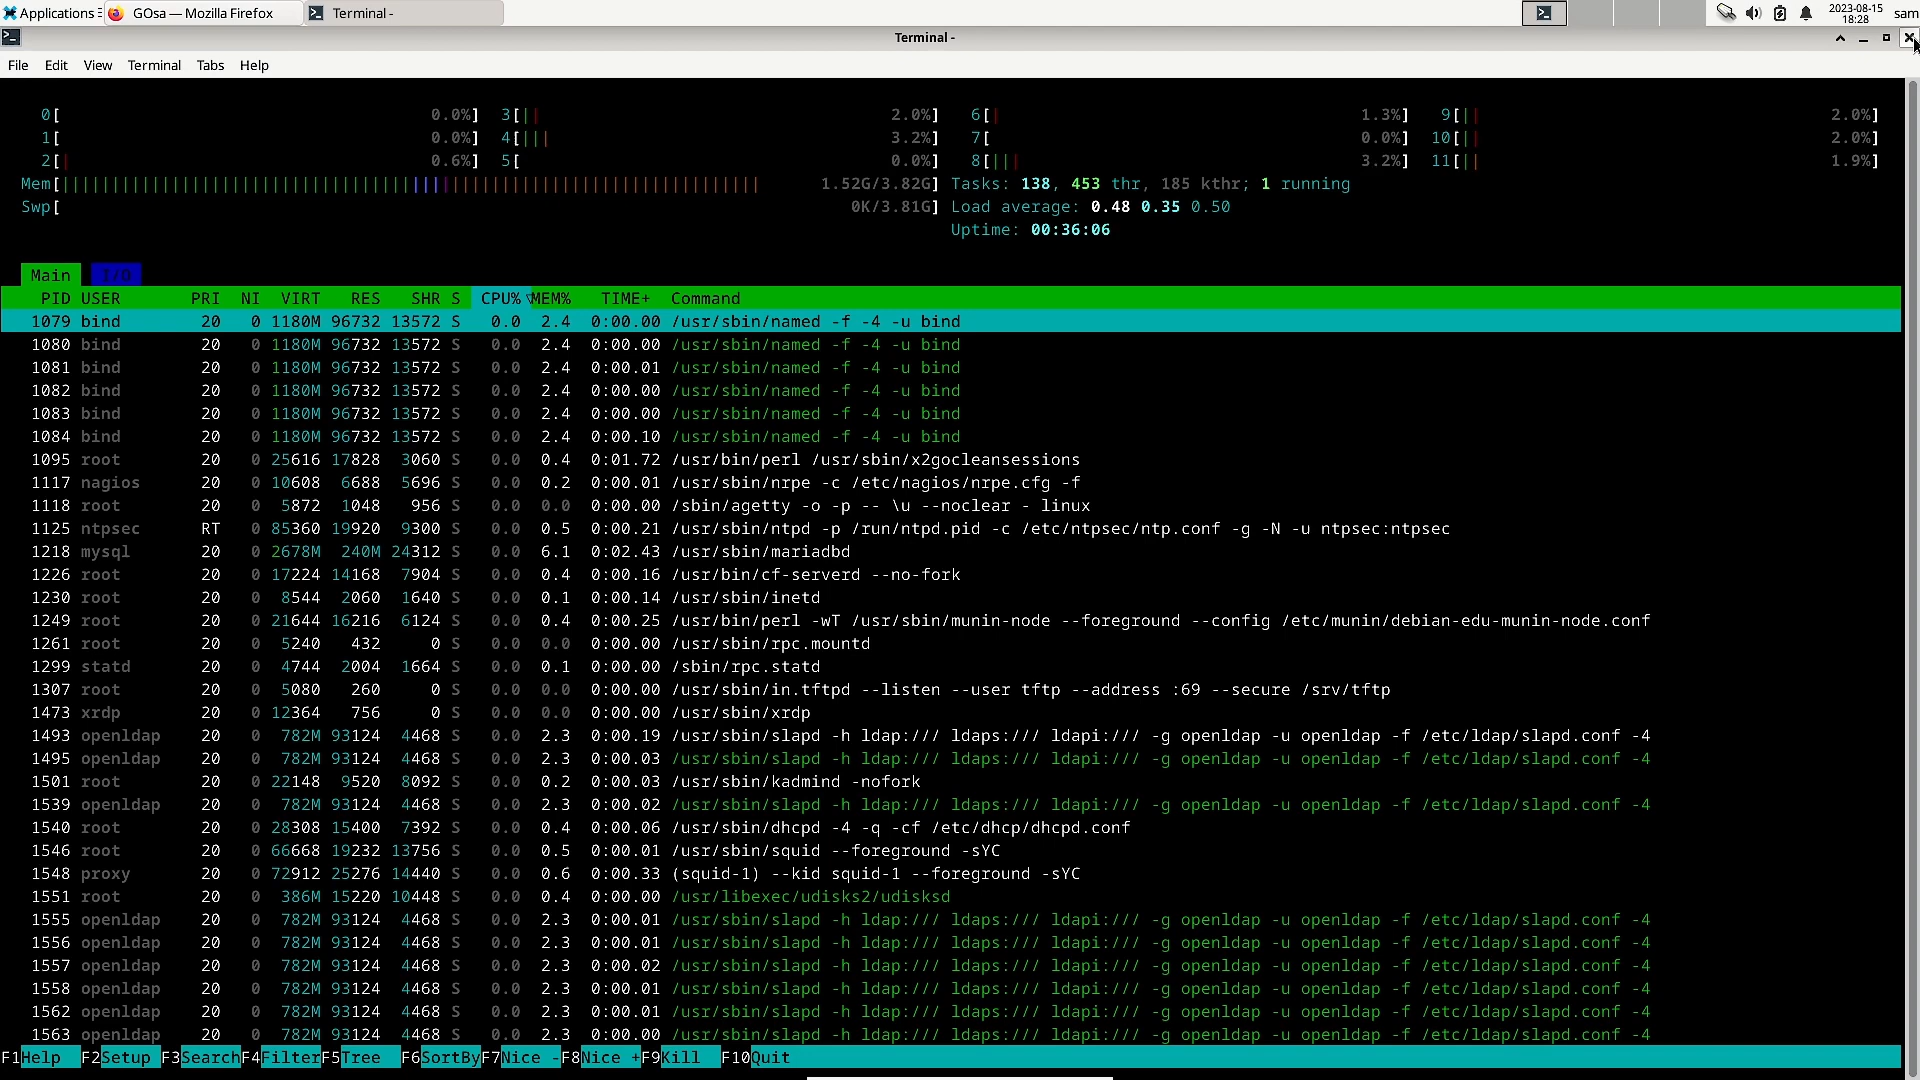 Applications GOsa — Mozilla Firefox Terminal - 2023-08-15 18:28 sam
Terminal -
File Edit View Terminal Tabs Help
0[ 0.0%] 3[|| 2.0%] 6[| 1.3%] 9[|| 2.0%]
1[ 0.0%] 4[||| 3.2%] 7[ 0.0%] 10[|| 2.0%]
2[| 0.6%] 5[ 0.0%] 8[||| 3.2%] 11[|| 1.9%]
Mem[ 1.52G/3.82G] Tasks: 138, 453 thr, 185 kthr; 1 running
Swp[ 0K/3.81G] Load average: 0.48 0.35 0.50
Uptime: 00:36:06
Main I/O
PID USER PRI NI VIRT RES SHR S CPU%▽MEM% TIME+ Command
1079 bind 20 0 1180M 96732 13572 S 0.0 2.4 0:00.00 /usr/sbin/named -f -4 -u bind
1080 bind 20 0 1180M 96732 13572 S 0.0 2.4 0:00.00 /usr/sbin/named -f -4 -u bind
1081 bind 20 0 1180M 96732 13572 S 0.0 2.4 0:00.01 /usr/sbin/named -f -4 -u bind
1082 bind 20 0 1180M 96732 13572 S 0.0 2.4 0:00.00 /usr/sbin/named -f -4 -u bind
1083 bind 20 0 1180M 96732 13572 S 0.0 2.4 0:00.00 /usr/sbin/named -f -4 -u bind
1084 bind 20 0 1180M 96732 13572 S 0.0 2.4 0:00.10 /usr/sbin/named -f -4 -u bind
1095 root 20 0 25616 17828 3060 S 0.0 0.4 0:01.72 /usr/bin/perl /usr/sbin/x2gocleansessions
1117 nagios 20 0 10608 6688 5696 S 0.0 0.2 0:00.01 /usr/sbin/nrpe -c /etc/nagios/nrpe.cfg -f
1118 root 20 0 5872 1048 956 S 0.0 0.0 0:00.00 /sbin/agetty -o -p -- \u --noclear - linux
1125 ntpsec RT 0 85360 19920 9300 S 0.0 0.5 0:00.21 /usr/sbin/ntpd -p /run/ntpd.pid -c /etc/ntpsec/ntp.conf -g -N -u ntpsec:ntpsec
1218 mysql 20 0 2678M 240M 24312 S 0.0 6.1 0:02.43 /usr/sbin/mariadbd
1226 root 20 0 17224 14168 7904 S 0.0 0.4 0:00.16 /usr/bin/cf-serverd --no-fork
1230 root 20 0 8544 2060 1640 S 0.0 0.1 0:00.14 /usr/sbin/inetd
1249 root 20 0 21644 16216 6124 S 0.0 0.4 0:00.25 /usr/bin/perl -wT /usr/sbin/munin-node --foreground --config /etc/munin/debian-edu-munin-node.conf
1261 root 20 0 5240 432 0 S 0.0 0.0 0:00.00 /usr/sbin/rpc.mountd
1299 statd 20 0 4744 2004 1664 S 0.0 0.1 0:00.00 /sbin/rpc.statd
1307 root 20 0 5080 260 0 S 0.0 0.0 0:00.00 /usr/sbin/in.tftpd --listen --user tftp --address :69 --secure /srv/tftp
1473 xrdp 20 0 12364 756 0 S 0.0 0.0 0:00.00 /usr/sbin/xrdp
1493 openldap 20 0 782M 93124 4468 S 0.0 2.3 0:00.19 /usr/sbin/slapd -h ldap:/// ldaps:/// ldapi:/// -g openldap -u openldap -f /etc/ldap/slapd.conf -4
1495 openldap 20 0 782M 93124 4468 S 0.0 2.3 0:00.03 /usr/sbin/slapd -h ldap:/// ldaps:/// ldapi:/// -g openldap -u openldap -f /etc/ldap/slapd.conf -4
1501 root 20 0 22148 9520 8092 S 0.0 0.2 0:00.03 /usr/sbin/kadmind -nofork
1539 openldap 20 0 782M 93124 4468 S 0.0 2.3 0:00.02 /usr/sbin/slapd -h ldap:/// ldaps:/// ldapi:/// -g openldap -u openldap -f /etc/ldap/slapd.conf -4
1540 root 20 0 28308 15400 7392 S 0.0 0.4 0:00.06 /usr/sbin/dhcpd -4 -q -cf /etc/dhcp/dhcpd.conf
1546 root 20 0 66668 19232 13756 S 0.0 0.5 0:00.01 /usr/sbin/squid --foreground -sYC
1548 proxy 20 0 72912 25276 14440 S 0.0 0.6 0:00.33 (squid-1) --kid squid-1 --foreground -sYC
1551 root 20 0 386M 15220 10448 S 0.0 0.4 0:00.00 /usr/libexec/udisks2/udisksd
1555 openldap 20 0 782M 93124 4468 S 0.0 2.3 0:00.01 /usr/sbin/slapd -h ldap:/// ldaps:/// ldapi:/// -g openldap -u openldap -f /etc/ldap/slapd.conf -4
1556 openldap 20 0 782M 93124 4468 S 0.0 2.3 0:00.01 /usr/sbin/slapd -h ldap:/// ldaps:/// ldapi:/// -g openldap -u openldap -f /etc/ldap/slapd.conf -4
1557 openldap 20 0 782M 93124 4468 S 0.0 2.3 0:00.02 /usr/sbin/slapd -h ldap:/// ldaps:/// ldapi:/// -g openldap -u openldap -f /etc/ldap/slapd.conf -4
1558 openldap 20 0 782M 93124 4468 S 0.0 2.3 0:00.01 /usr/sbin/slapd -h ldap:/// ldaps:/// ldapi:/// -g openldap -u openldap -f /etc/ldap/slapd.conf -4
1562 openldap 20 0 782M 93124 4468 S 0.0 2.3 0:00.01 /usr/sbin/slapd -h ldap:/// ldaps:/// ldapi:/// -g openldap -u openldap -f /etc/ldap/slapd.conf -4
1563 openldap 20 0 782M 93124 4468 S 0.0 2.3 0:00.00 /usr/sbin/slapd -h ldap:/// ldaps:/// ldapi:/// -g openldap -u openldap -f /etc/ldap/slapd.conf -4
F1Help F2Setup F3SearchF4FilterF5Tree F6SortByF7Nice -F8Nice +F9Kill F10Quit